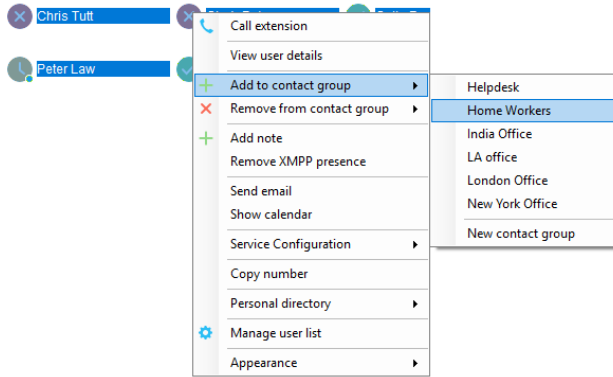 Chris Tutt
Peter Law
Call extension
View user details
Add to contact group
Remove from contact group
Add note
Remove XMPP presence
Send email
Show calendar
Service Configuration
Copy number
Personal directory
Manage user list
Appearance
Helpdesk
Home Workers
India Office
LA office
London Office
New York Office
New contact group